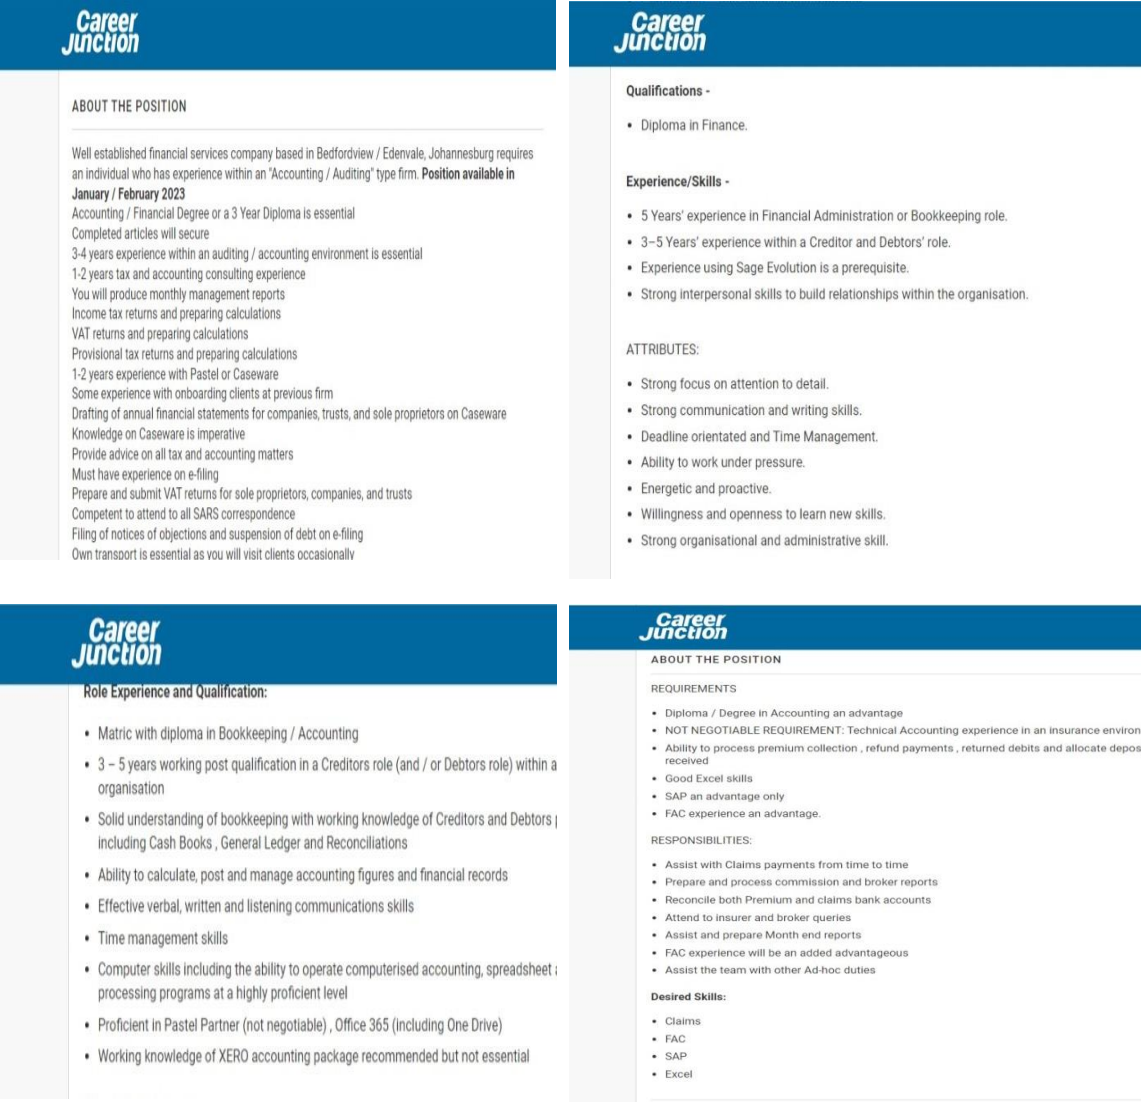 Career
Junction
ABOUT THE POSITION
Well established financial services company based in Bedfordview / Edenvale, Johannesburg requires
an individual who has experience within an "Accounting / Auditing" type firm. Position available in
January / February 2023
Accounting / Financial Degree or a 3 Year Diploma is essential
Completed articles will secure
3-4 years experience within an auditing / accounting environment is essential
1-2 years tax and accounting consulting experience
You will produce monthly management reports
Income tax returns and preparing calculations
VAT returns and preparing calculations
Provisional tax returns and preparing calculations
1-2 years experience with Pastel or Caseware
Some experience with onboarding clients at previous firm
Drafting of annual financial statements for companies, trusts, and sole proprietors on Caseware
Knowledge on Caseware is imperative
Provide advice on all tax and accounting matters
Must have experience on e-filing
Prepare and submit VAT returns for sole proprietors, companies, and trusts
Competent to attend to all SARS correspondence
Filing of notices of objections and suspension of debt on e-filing
Own transport is essential as you will visit clients occasionally
Career
Junction
Qualifications -
• Diploma in Finance.
Experience/Skills -
• 5 Years' experience in Financial Administration or Bookkeeping role.
• 3–5 Years' experience within a Creditor and Debtors' role.
• Experience using Sage Evolution is a prerequisite.
• Strong interpersonal skills to build relationships within the organisation.
ATTRIBUTES:
• Strong focus on attention to detail.
• Strong communication and writing skills.
• Deadline orientated and Time Management.
• Ability to work under pressure.
• Energetic and proactive.
• Willingness and openness to learn new skills.
• Strong organisational and administrative skill.
Career
Junction
Role Experience and Qualification:
• Matric with diploma in Bookkeeping / Accounting
• 3 – 5 years working post qualification in a Creditors role (and / or Debtors role) within a
organisation
• Solid understanding of bookkeeping with working knowledge of Creditors and Debtors
including Cash Books , General Ledger and Reconciliations
• Ability to calculate, post and manage accounting figures and financial records
• Effective verbal, written and listening communications skills
• Time management skills
• Computer skills including the ability to operate computerised accounting, spreadsheet
processing programs at a highly proficient level
• Proficient in Pastel Partner (not negotiable) , Office 365 (including One Drive)
• Working knowledge of XERO accounting package recommended but not essential
Career
Junction
ABOUT THE POSITION
REQUIREMENTS
• Diploma / Degree in Accounting an advantage
• NOT NEGOTIABLE REQUIREMENT: Technical Accounting experience in an insurance environ
• Ability to process premium collection , refund payments , returned debits and allocate depos
received
• Good Excel skills
• SAP an advantage only
• FAC experience an advantage.
RESPONSIBILITIES:
• Assist with Claims payments from time to time
• Prepare and process commission and broker reports
• Reconcile both Premium and claims bank accounts
• Attend to insurer and broker queries
• Assist and prepare Month end reports
• FAC experience will be an added advantageous
• Assist the team with other Ad-hoc duties
Desired Skills:
• Claims
• FAC
• SAP
• Excel